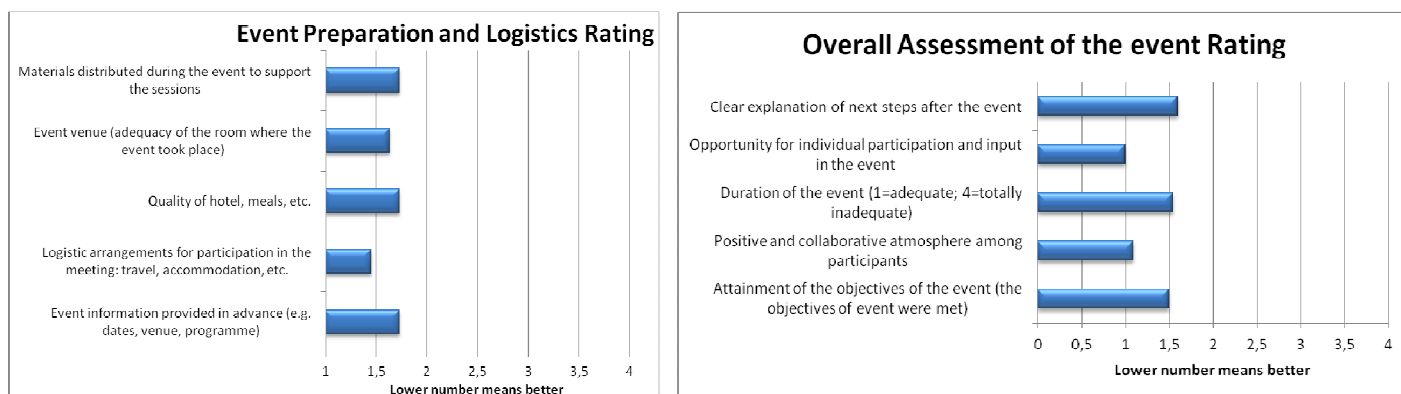 Event Preparation and Logistics Rating
Materials distributed during the event to support
the sessions
Event venue (adequacy of the room where the
event took place)
Quality of hotel, meals, etc.
Logistic arrangements for participation in the
meeting: travel, accommodation, etc.
Event information provided in advance (e.g.
dates, venue, programme)
1 1,5 2 2,5 3 3,5 4
Lower number means better
Overall Assessment of the event Rating
Clear explanation of next steps after the event
Opportunity for individual participation and input
in the event
Duration of the event (1=adequate; 4=totally
inadequate)
Positive and collaborative atmosphere among
participants
Attainment of the objectives of the event (the
objectives of event were met)
0 0,5 1 1,5 2 2,5 3 3,5 4
Lower number means better